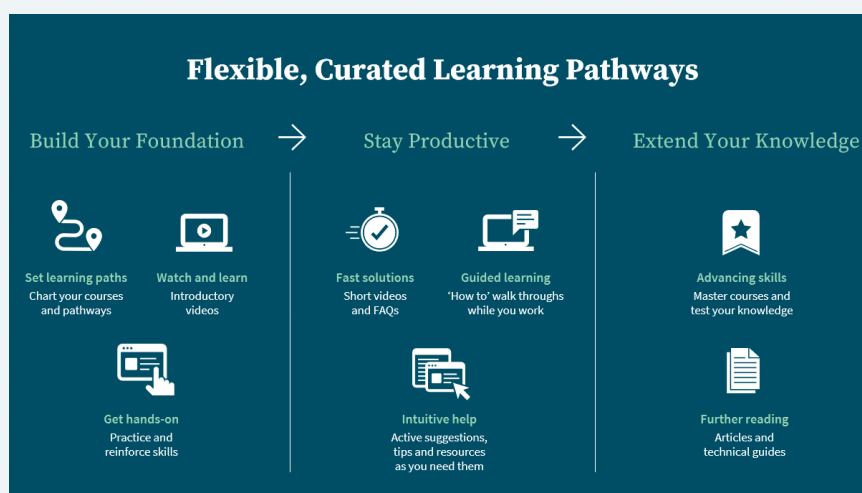 Flexible, Curated Learning Pathways
Build Your Foundation
Stay Productive
Extend Your Knowledge
Set learning paths
Chart your courses
and pathways
Watch and learn
Introductory
videos
Get hands-on
Practice and
reinforce skills
Fast solutions
Short videos
and FAQs
Guided learning
‘How to’ walk throughs
while you work
Intuitive help
Active suggestions,
tips and resources
as you need them
Advancing skills
Master courses and
test your knowledge
Further reading
Articles and
technical guides